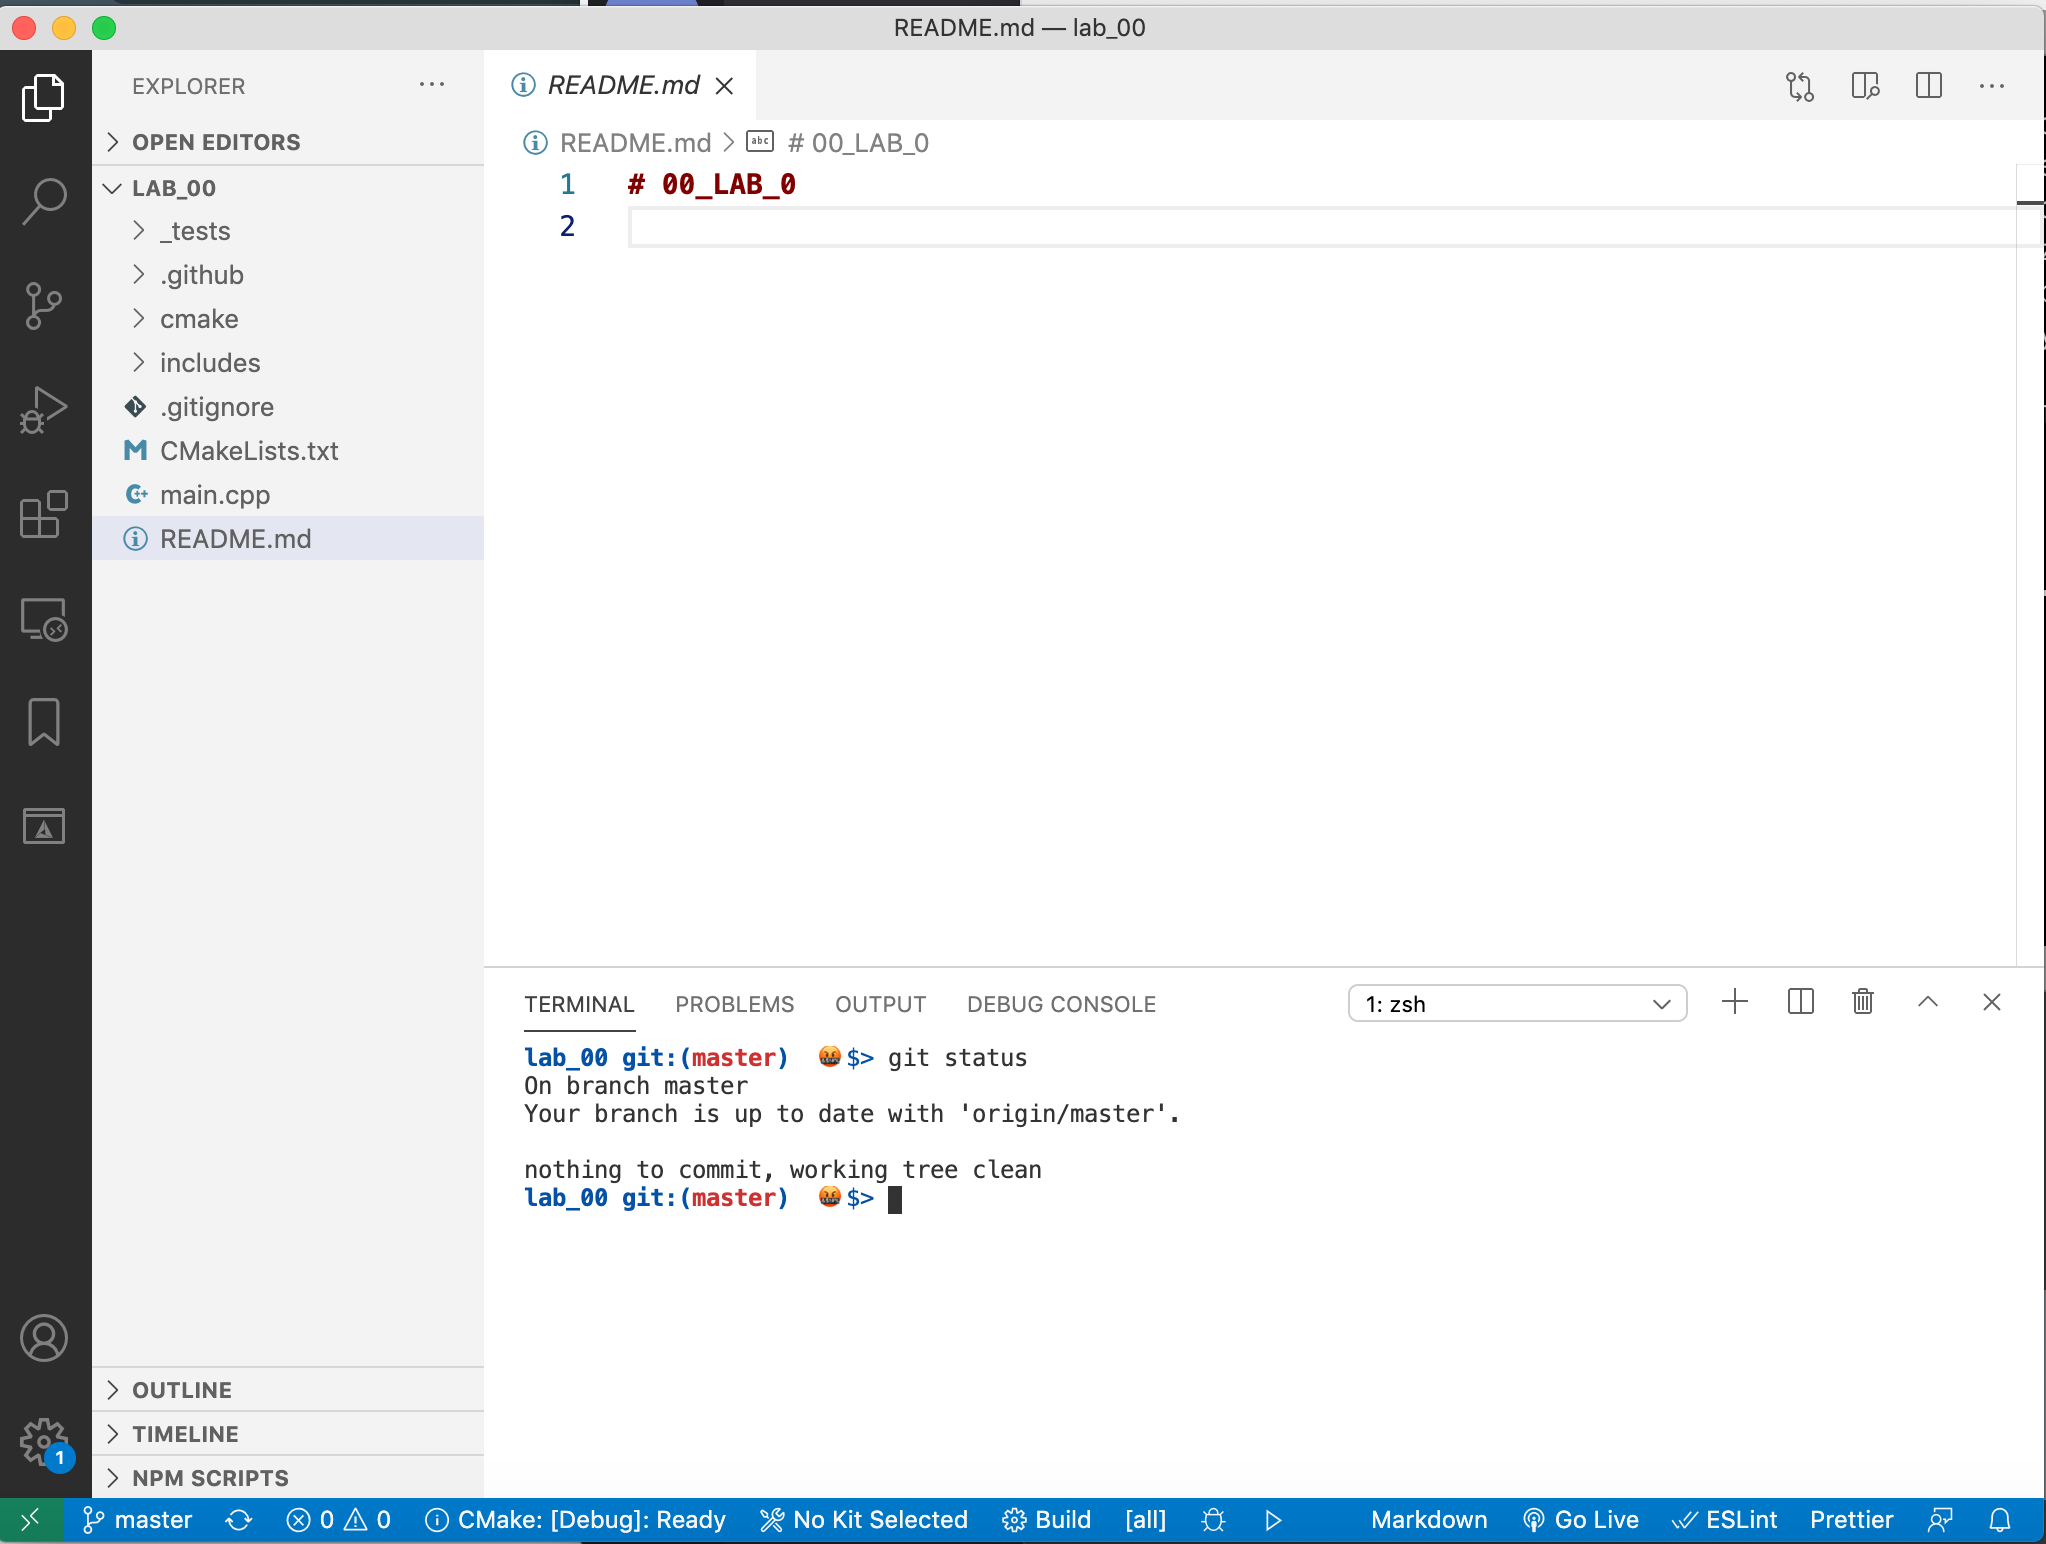 README.md — lab_00
EXPLORER
OPEN EDITORS
LAB_00
_tests
.github
cmake
includes
.gitignore
CMakeLists.txt
main.cpp
README.md
OUTLINE
TIMELINE
NPM SCRIPTS
1
README.md
README.md > abc # 00_LAB_0
1 # 00_LAB_0
2
TERMINAL PROBLEMS OUTPUT DEBUG CONSOLE 1: zsh
lab_00 git:(master) 🤬$> git status
On branch master
Your branch is up to date with 'origin/master'.
nothing to commit, working tree clean
lab_00 git:(master) 🤬$>
master 0 0 CMake: [Debug]: Ready No Kit Selected Build [all] Markdown Go Live ESLint Prettier